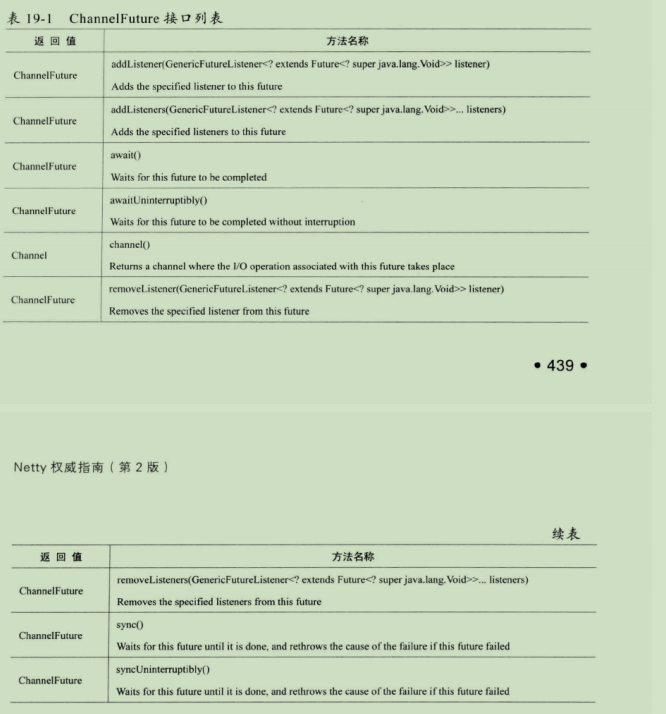 表 19-1 ChannelFuture 接口列表
返 回 值 方法名称
ChannelFuture
addListener(GenericFutureListener<? extends Future<? super java.lang.Void>> listener)
Adds the specified listener to this future
ChannelFuture
addListeners(GenericFutureListener<? extends Future<? super java.lang.Void>>... listeners)
Adds the specified listeners to this future
ChannelFuture
await()
Waits for this future to be completed
ChannelFuture
awaitUninterruptibly()
Waits for this future to be completed without interruption
Channel
channel()
Returns a channel where the I/O operation associated with this future takes place
ChannelFuture
removeListener(GenericFutureListener<? extends Future<? super java.lang.Void>> listener)
Removes the specified listener from this future
• 439 •
Netty 权威指南（第 2 版）
续表
返 回 值 方法名称
ChannelFuture
removeListeners(GenericFutureListener<? extends Future<? super java.lang.Void>>... listeners)
Removes the specified listeners from this future
ChannelFuture
sync()
Waits for this future until it is done, and rethrows the cause of the failure if this future failed
ChannelFuture
syncUninterruptibly()
Waits for this future until it is done, and rethrows the cause of the failure if this future failed